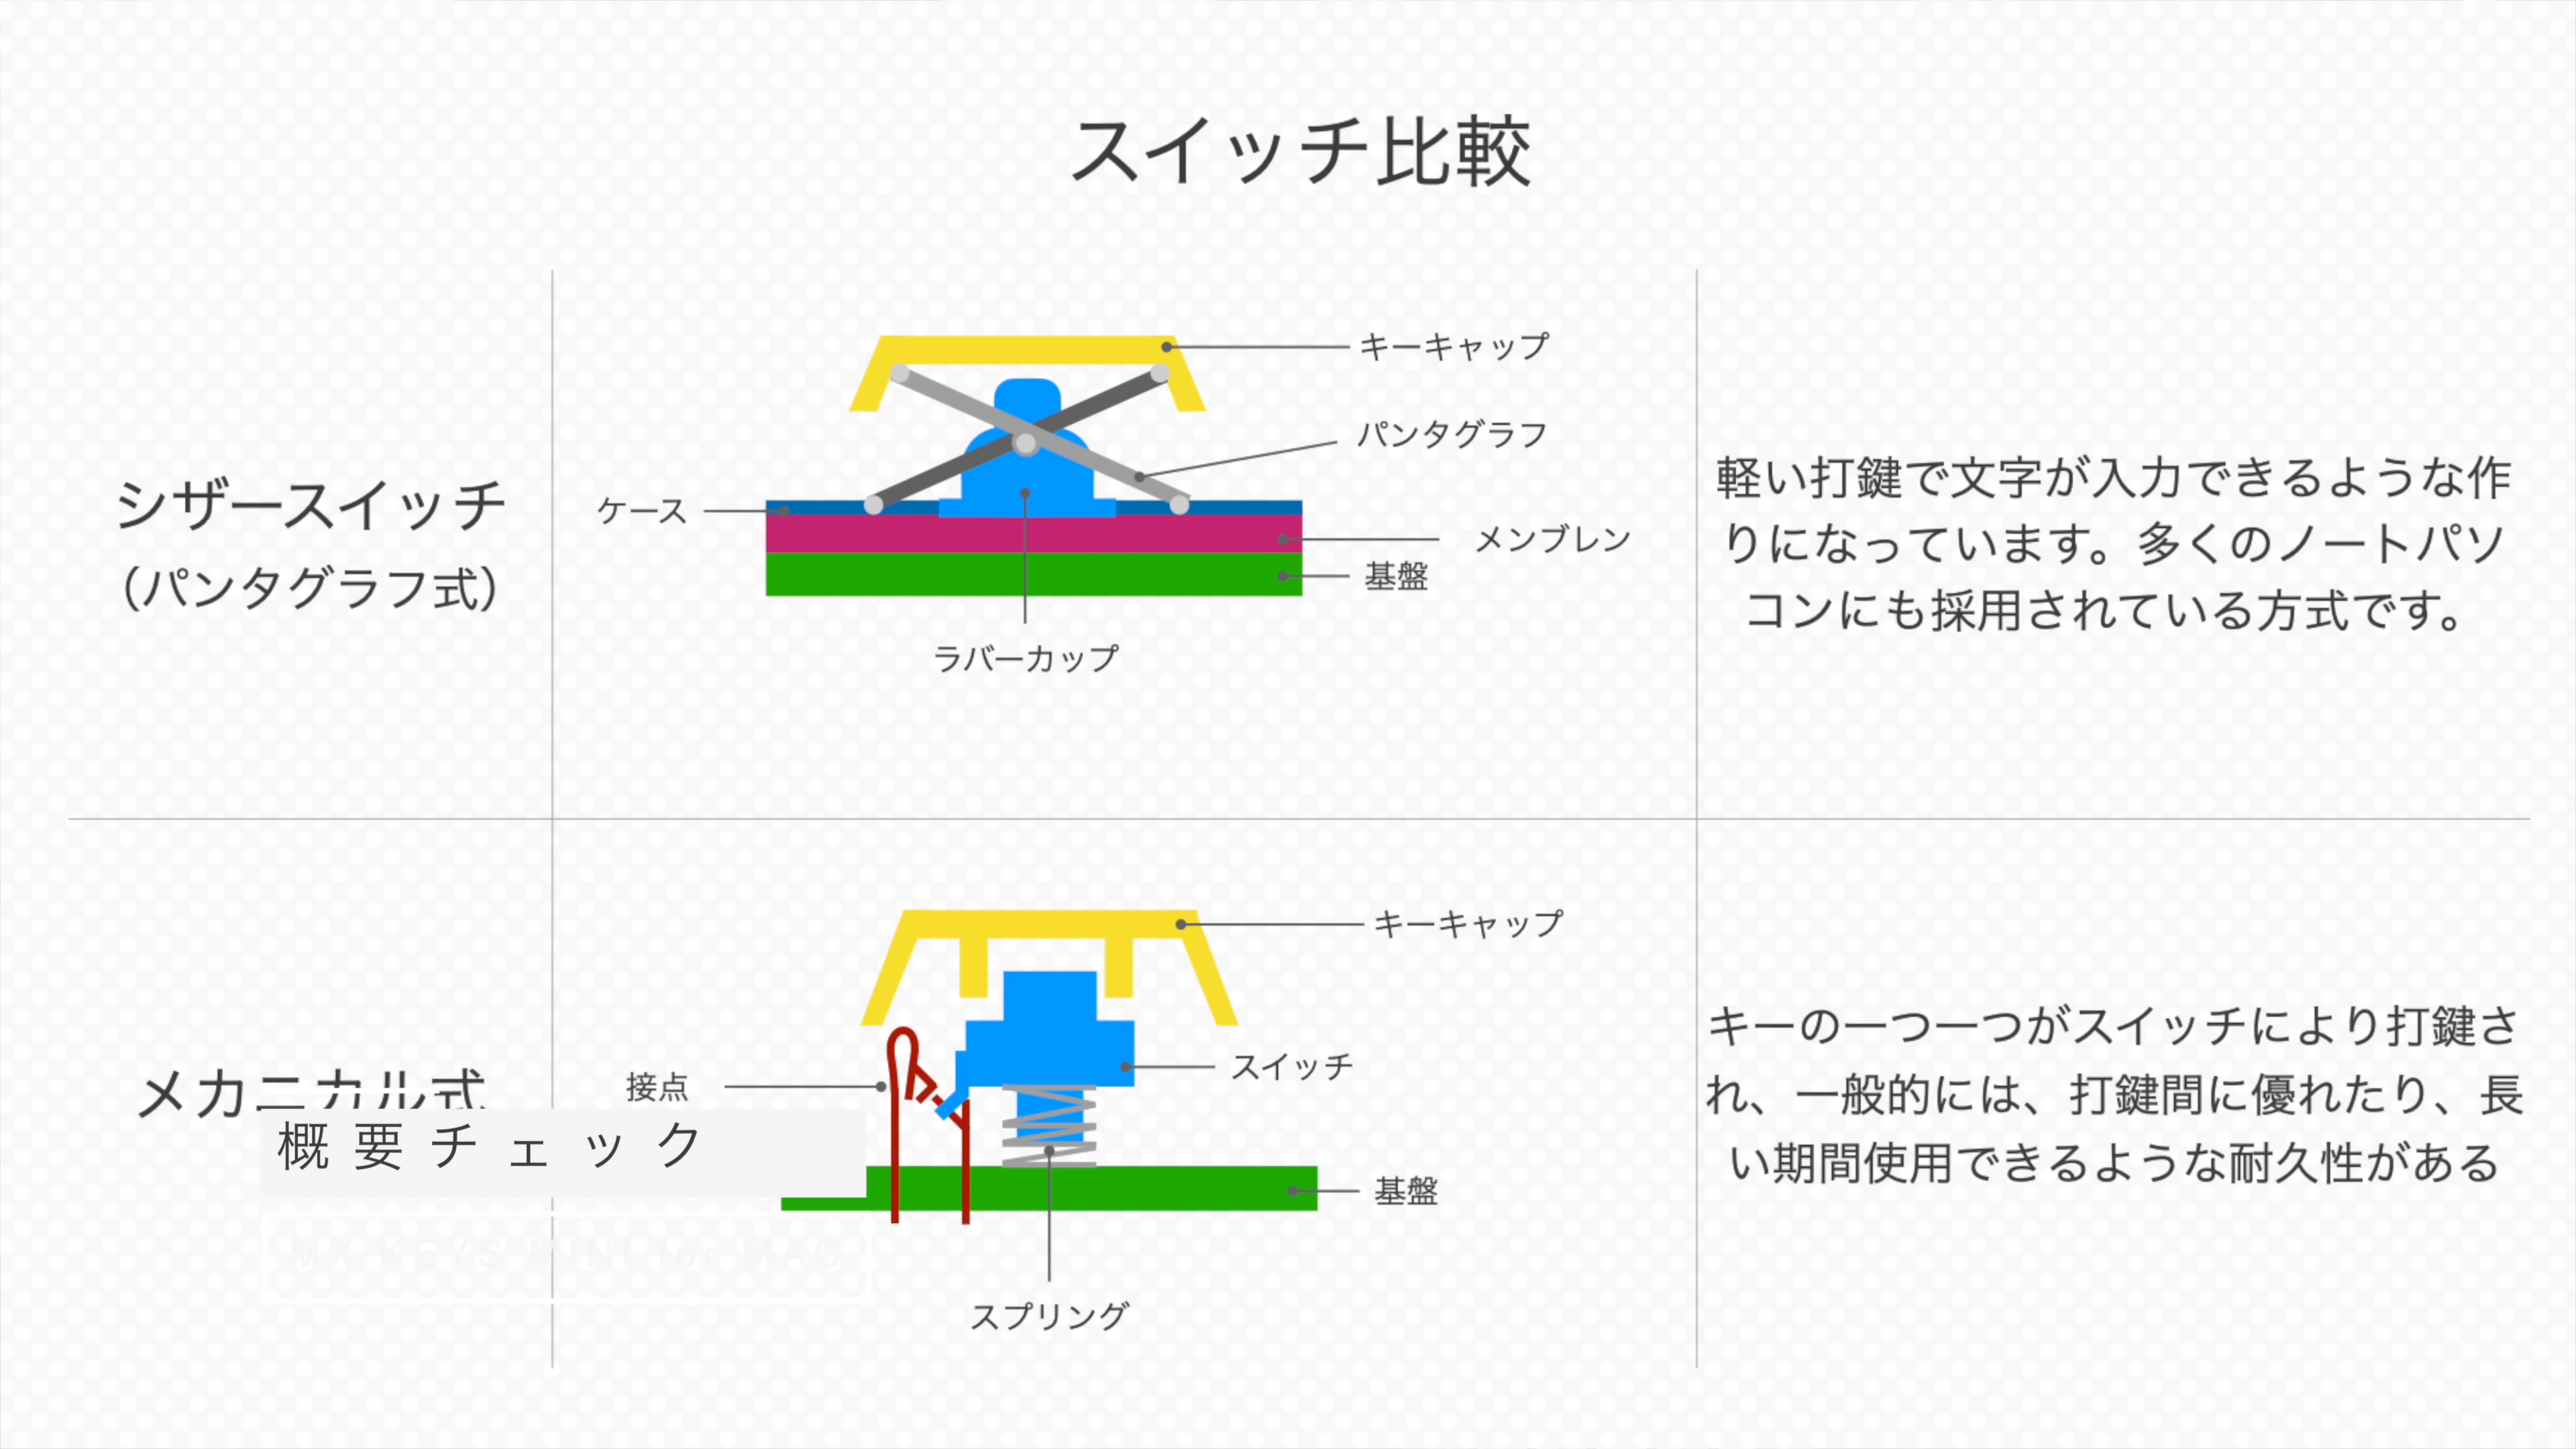 スイッチ比較
シザースイッチ
（パンタグラフ式）
キーキャップ
パンタグラフ
ケース
メンブレン
基盤
ラバーカップ
軽い打鍵で文字が入力できるような作
りになっています。多くのノートパソ
コンにも採用されている方式です。
メカニカル式
キーキャップ
スイッチ
接点
基盤
スプリング
キーの一つ一つがスイッチにより打鍵さ
れ、一般的には、打鍵間に優れたり、長
い期間使用できるような耐久性がある
概要チェック
MX KEYS MINI for MAC